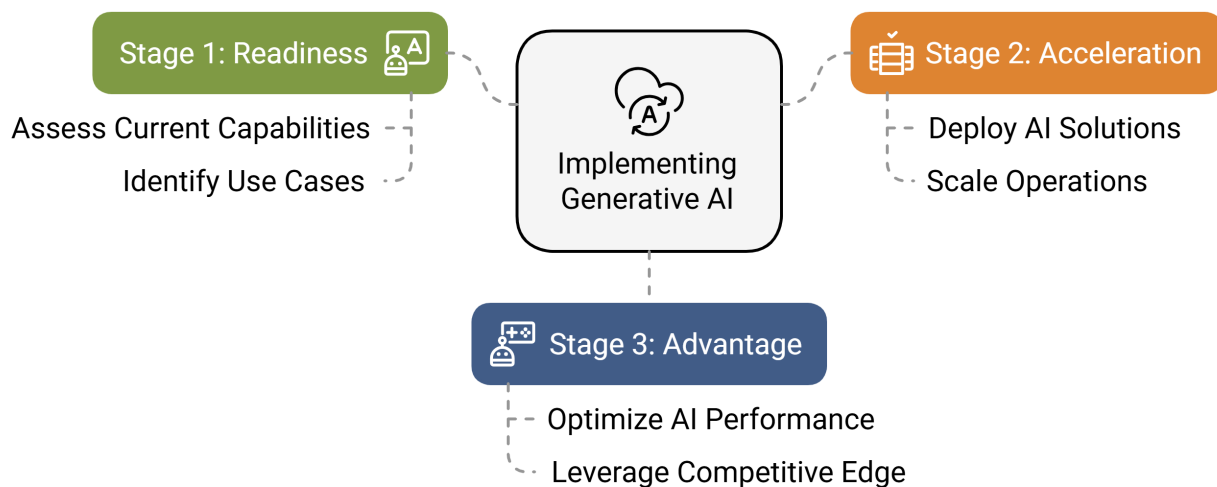 Stage 1: Readiness
A
Assess Current Capabilities
Identify Use Cases
A
Implementing
Generative AI
Stage 2: Acceleration
Deploy AI Solutions
Scale Operations
Stage 3: Advantage
Optimize AI Performance
Leverage Competitive Edge